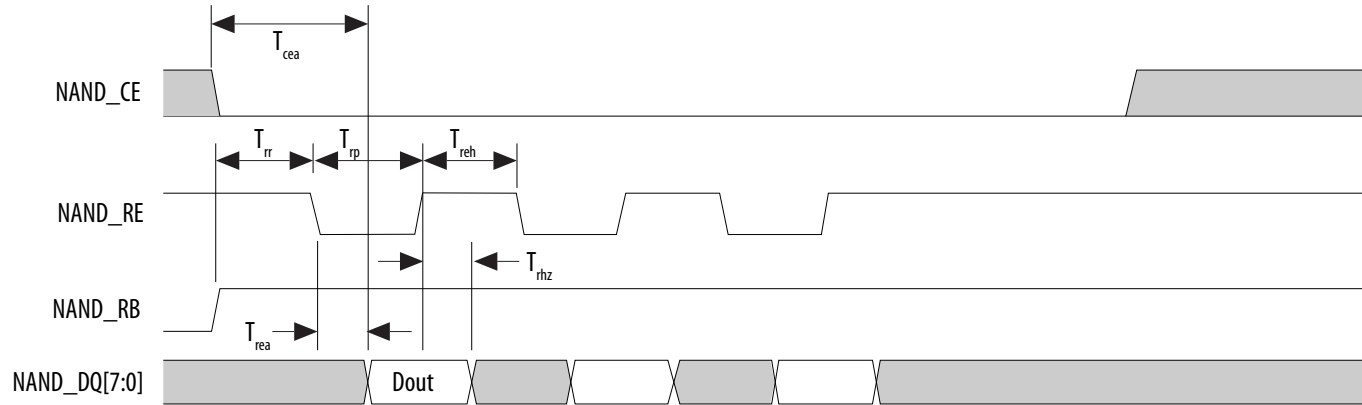 Tcea
NAND_CE
Trr Trp Treh
NAND_RE
Trhz
NAND_RB
Trea
NAND_DQ[7:0] Dout